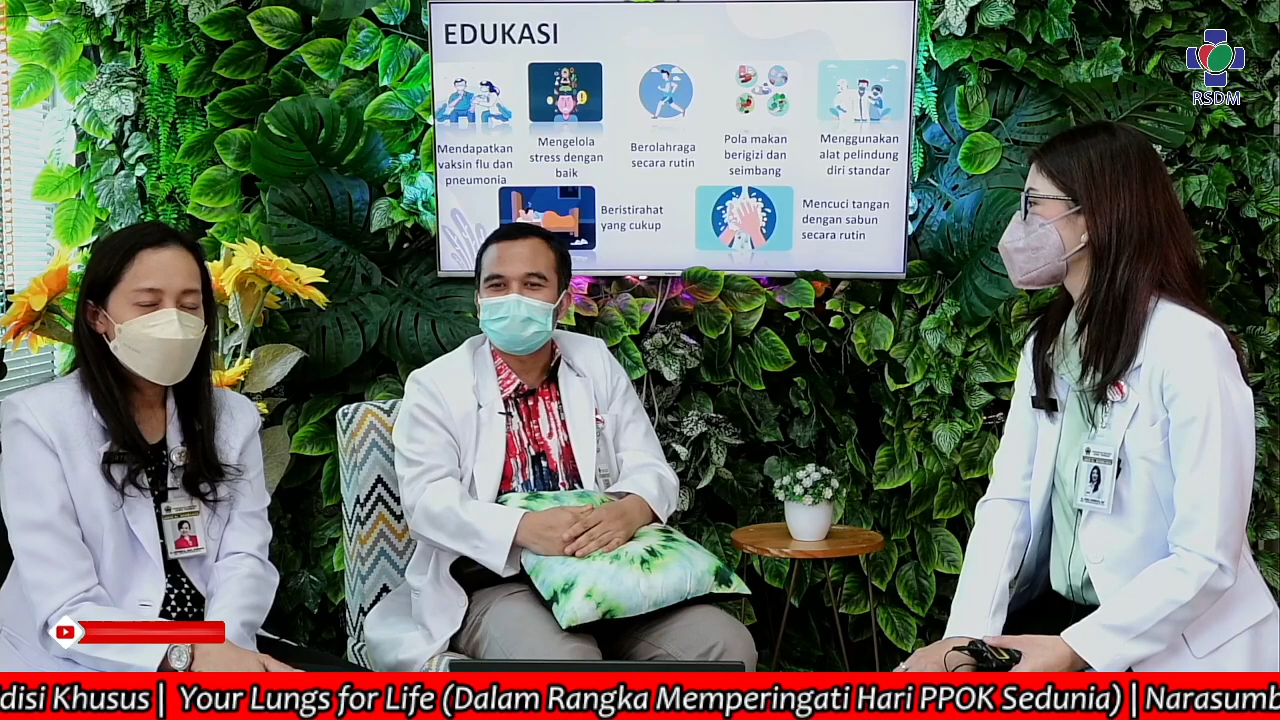 EDUKASI
RSDM
Mendapatkan
vaksin flu dan
pneumonia
Mengelola
stress dengan
baik
Berolahraga
secara rutin
Pola makan
berigizi dan
seimbang
Menggunakan
alat pelindung
diri standar
Beristirahat
yang cukup
Mencuci tangan
dengan sabun
secara rutin
disi Khusus | Your Lungs for Life (Dalam Rangka Memperingati Hari PPOK Sedunia) | Narasumb